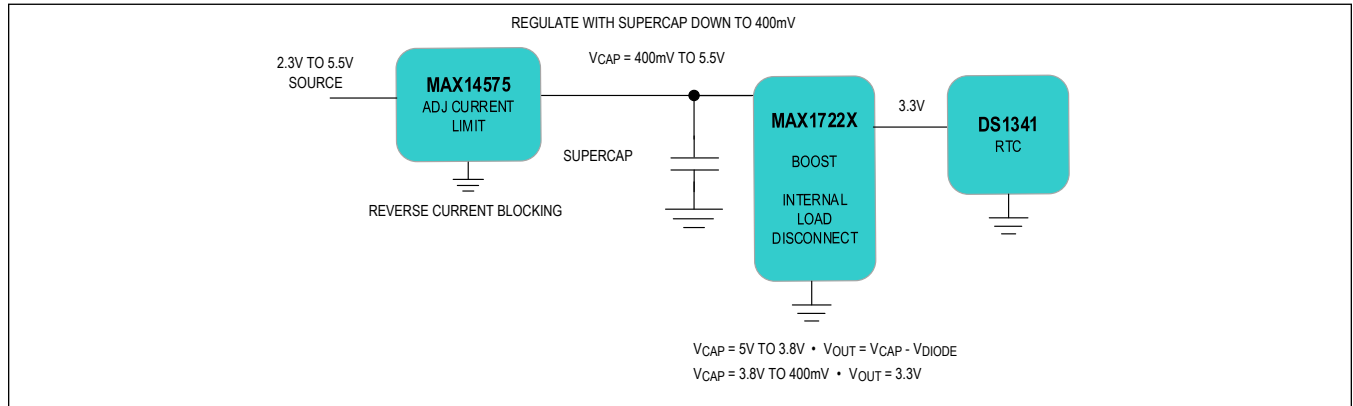 REGULATE WITH SUPERCAP DOWN TO 400mV
2.3V TO 5.5V
SOURCE
VCAP = 400mV TO 5.5V
MAX14575
ADJ CURRENT
LIMIT
REVERSE CURRENT BLOCKING
SUPERCAP
MAX1722X
BOOST
INTERNAL
LOAD
DISCONNECT
3.3V
DS1341
RTC
VCAP = 5V TO 3.8V • VOUT = VCAP - VDIODE
VCAP = 3.8V TO 400mV • VOUT = 3.3V